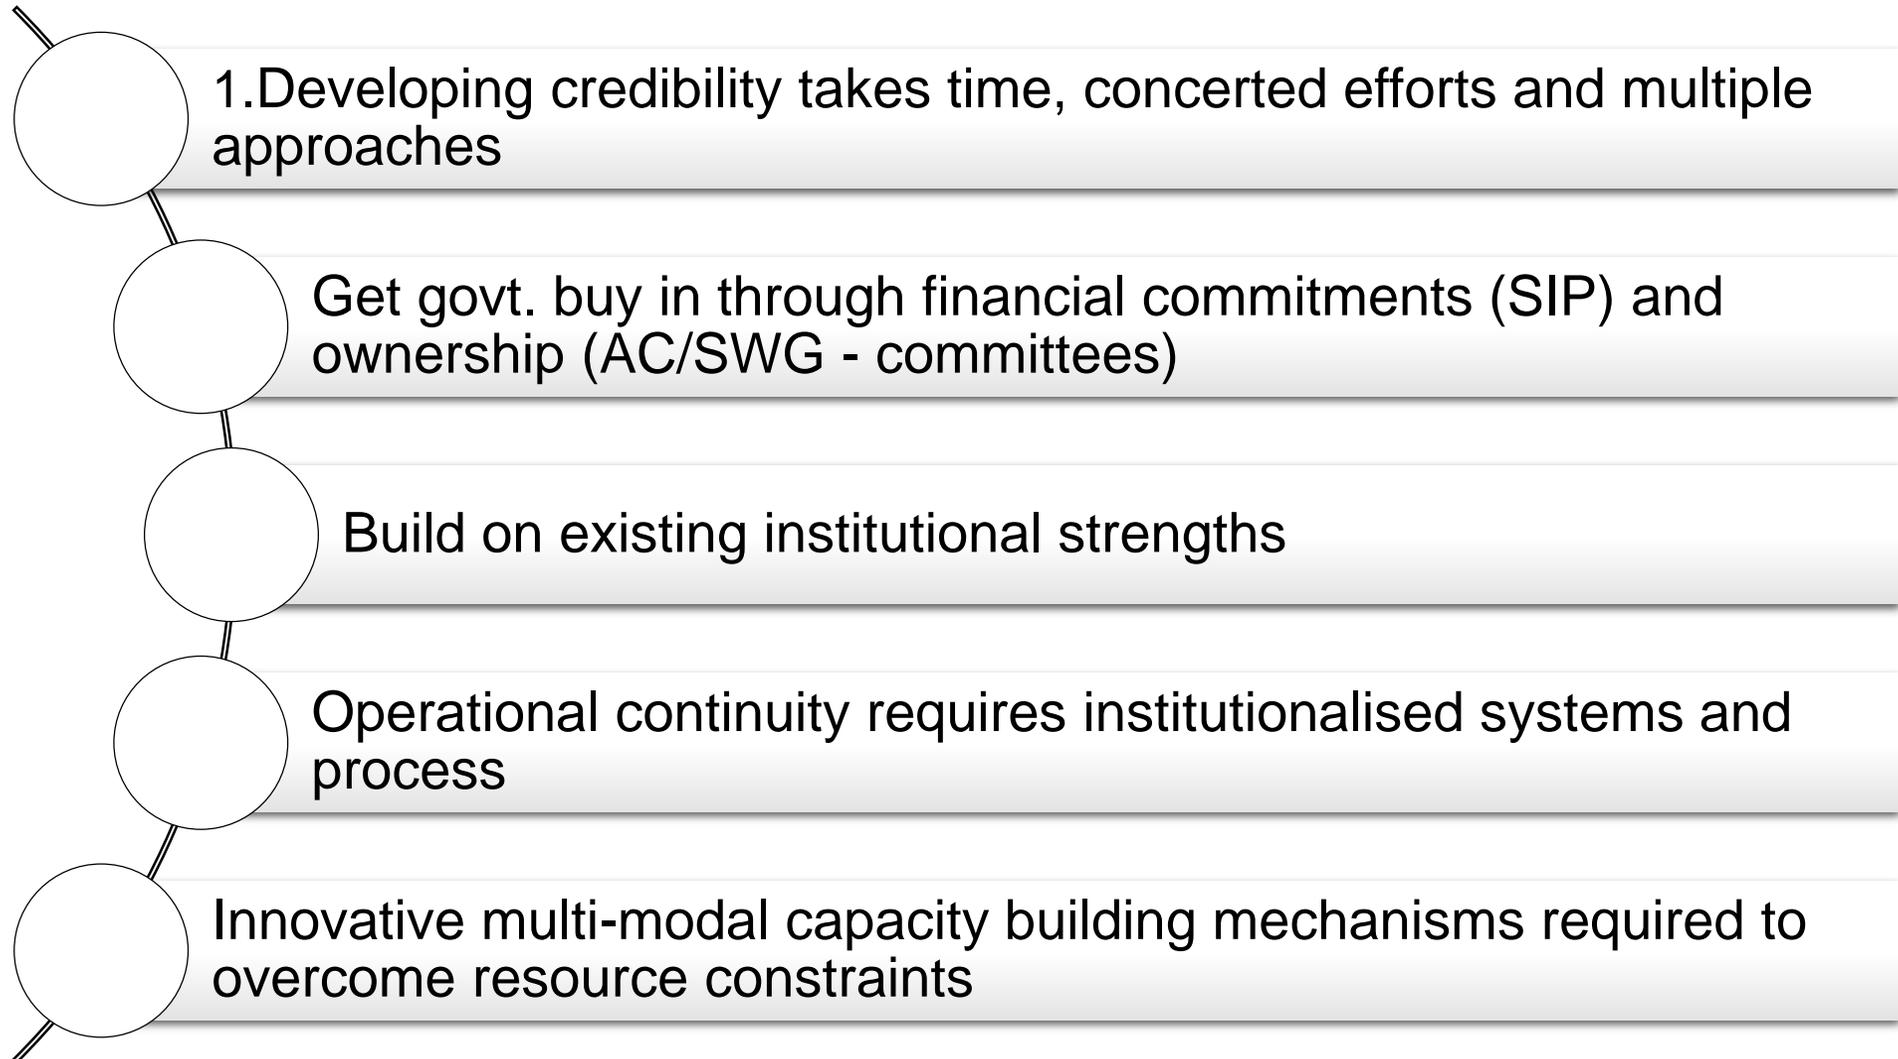 1.Developing credibility takes time, concerted efforts and multiple
approaches
Get govt. buy in through financial commitments (SIP) and
ownership (AC/SWG - committees)
Build on existing institutional strengths
Operational continuity requires institutionalised systems and
process
Innovative multi-modal capacity building mechanisms required to
overcome resource constraints